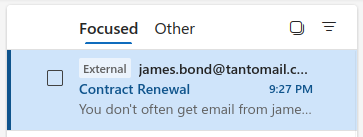 Focused Other
External james.bond@tantomail.c...
Contract Renewal 9:27 PM
You don't often get email from jame...